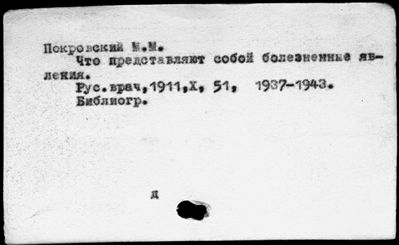 Покровский М.М.
Что представляют собой болезненные яв-
ления.
Рус.врач,1911,X, 51, 1937-1943.
Библиогр.
д